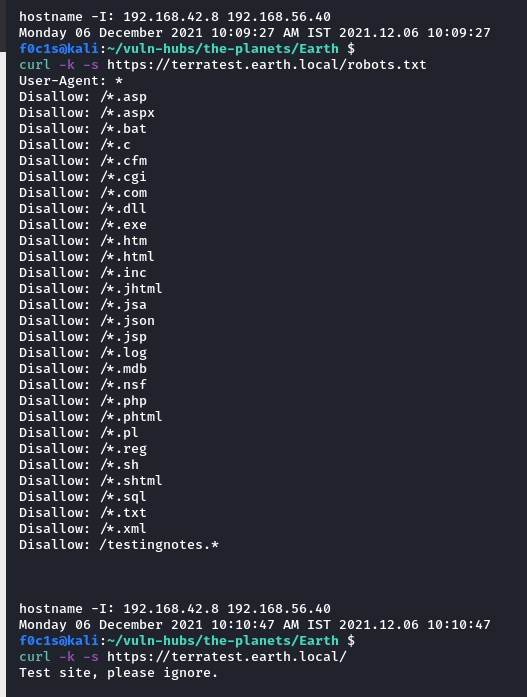 hostname -I: 192.168.42.8 192.168.56.40
Monday 06 December 2021 10:09:27 AM IST 2021.12.06 10:09:27
f0c1s@kali:~/vuln-hubs/the-planets/Earth $
curl -k -s https://terratest.earth.local/robots.txt
User-Agent: *
Disallow: /*.asp
Disallow: /*.aspx
Disallow: /*.bat
Disallow: /*.c
Disallow: /*.cfm
Disallow: /*.cgi
Disallow: /*.com
Disallow: /*.dll
Disallow: /*.exe
Disallow: /*.htm
Disallow: /*.html
Disallow: /*.inc
Disallow: /*.jhtml
Disallow: /*.jsa
Disallow: /*.json
Disallow: /*.jsp
Disallow: /*.log
Disallow: /*.mdb
Disallow: /*.nsf
Disallow: /*.php
Disallow: /*.phtml
Disallow: /*.pl
Disallow: /*.reg
Disallow: /*.sh
Disallow: /*.shtml
Disallow: /*.sql
Disallow: /*.txt
Disallow: /*.xml
Disallow: /testingnotes.*
hostname -I: 192.168.42.8 192.168.56.40
Monday 06 December 2021 10:10:47 AM IST 2021.12.06 10:10:47
f0c1s@kali:~/vuln-hubs/the-planets/Earth $
curl -k -s https://terratest.earth.local/
Test site, please ignore.